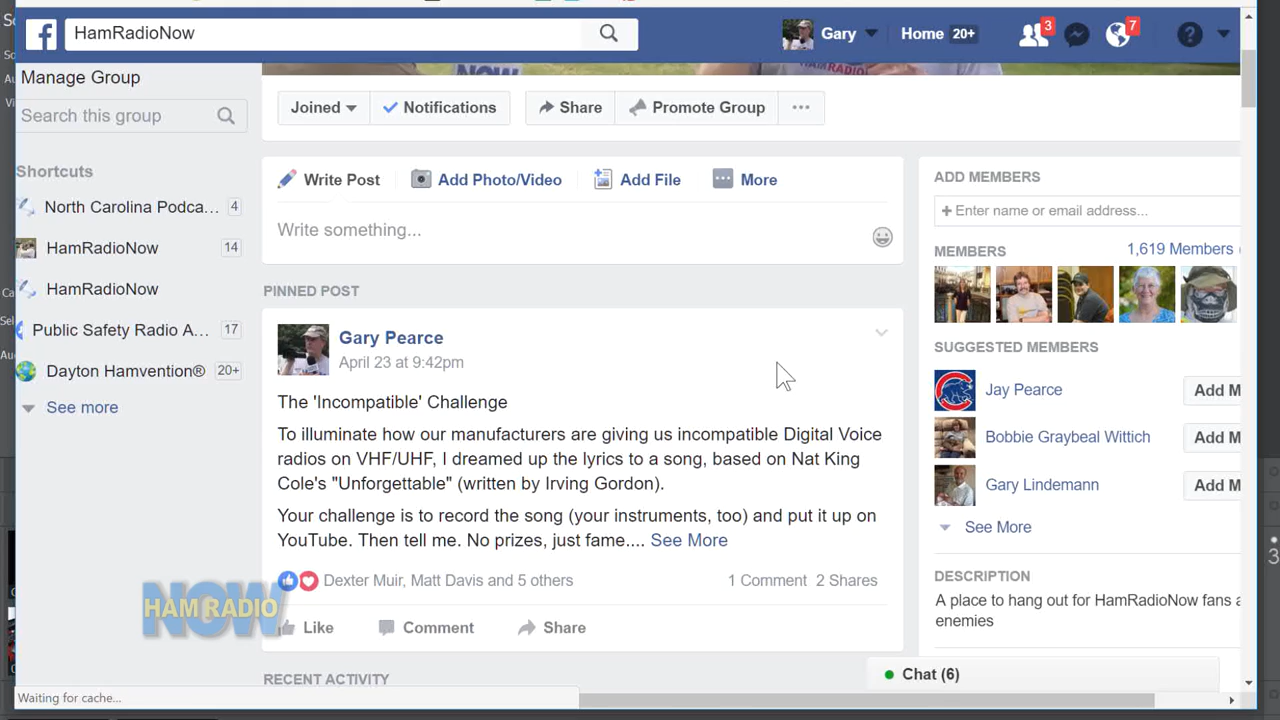 HamRadioNow
Gary
Home 20+
3
7
Manage Group
HAM RADIO
Search this group
Joined
Notifications
Share
Promote Group
Shortcuts
North Carolina Podca... 4
HamRadioNow 14
HamRadioNow
Public Safety Radio A... 17
Dayton Hamvention® 20+
See more
Write Post
Add Photo/Video
Add File
More
Write something...
PINNED POST
Gary Pearce
April 23 at 9:42pm
The 'Incompatible' Challenge
To illuminate how our manufacturers are giving us incompatible Digital Voice
radios on VHF/UHF, I dreamed up the lyrics to a song, based on Nat King
Cole's "Unforgettable" (written by Irving Gordon).
Your challenge is to record the song (your instruments, too) and put it up on
YouTube. Then tell me. No prizes, just fame.... See More
Dexter Muir, Matt Davis and 5 others
1 Comment 2 Shares
Like
Comment
Share
RECENT ACTIVITY
ADD MEMBERS
+ Enter name or email address...
MEMBERS
1,619 Members
SUGGESTED MEMBERS
Jay Pearce
Add M
Bobbie Graybeal Wittich
Add M
Gary Lindemann
Add M
See More
DESCRIPTION
A place to hang out for HamRadioNow fans a
enemies
Chat (6)
HAM RADIO
NOW
Waiting for cache...